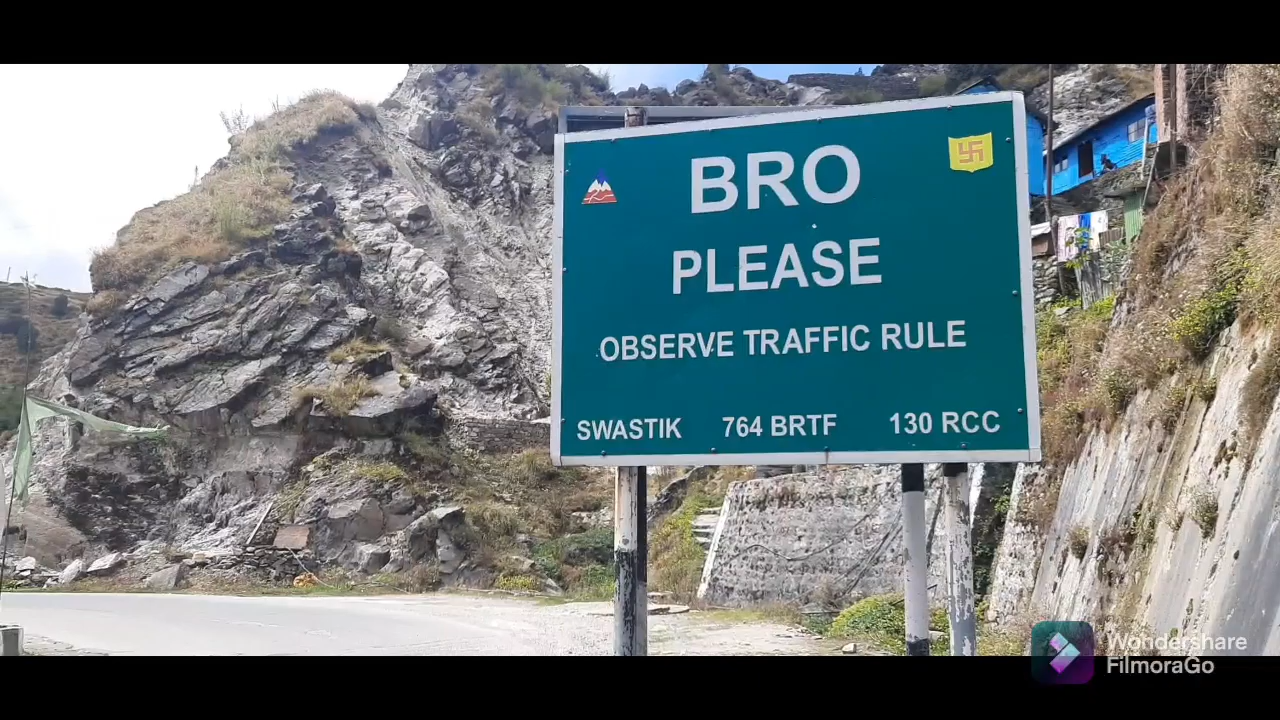 BRO
PLEASE
OBSERVE TRAFFIC RULE
SWASTIK 764 BRTF 130 RCC
Wondershare
FilmoraGo